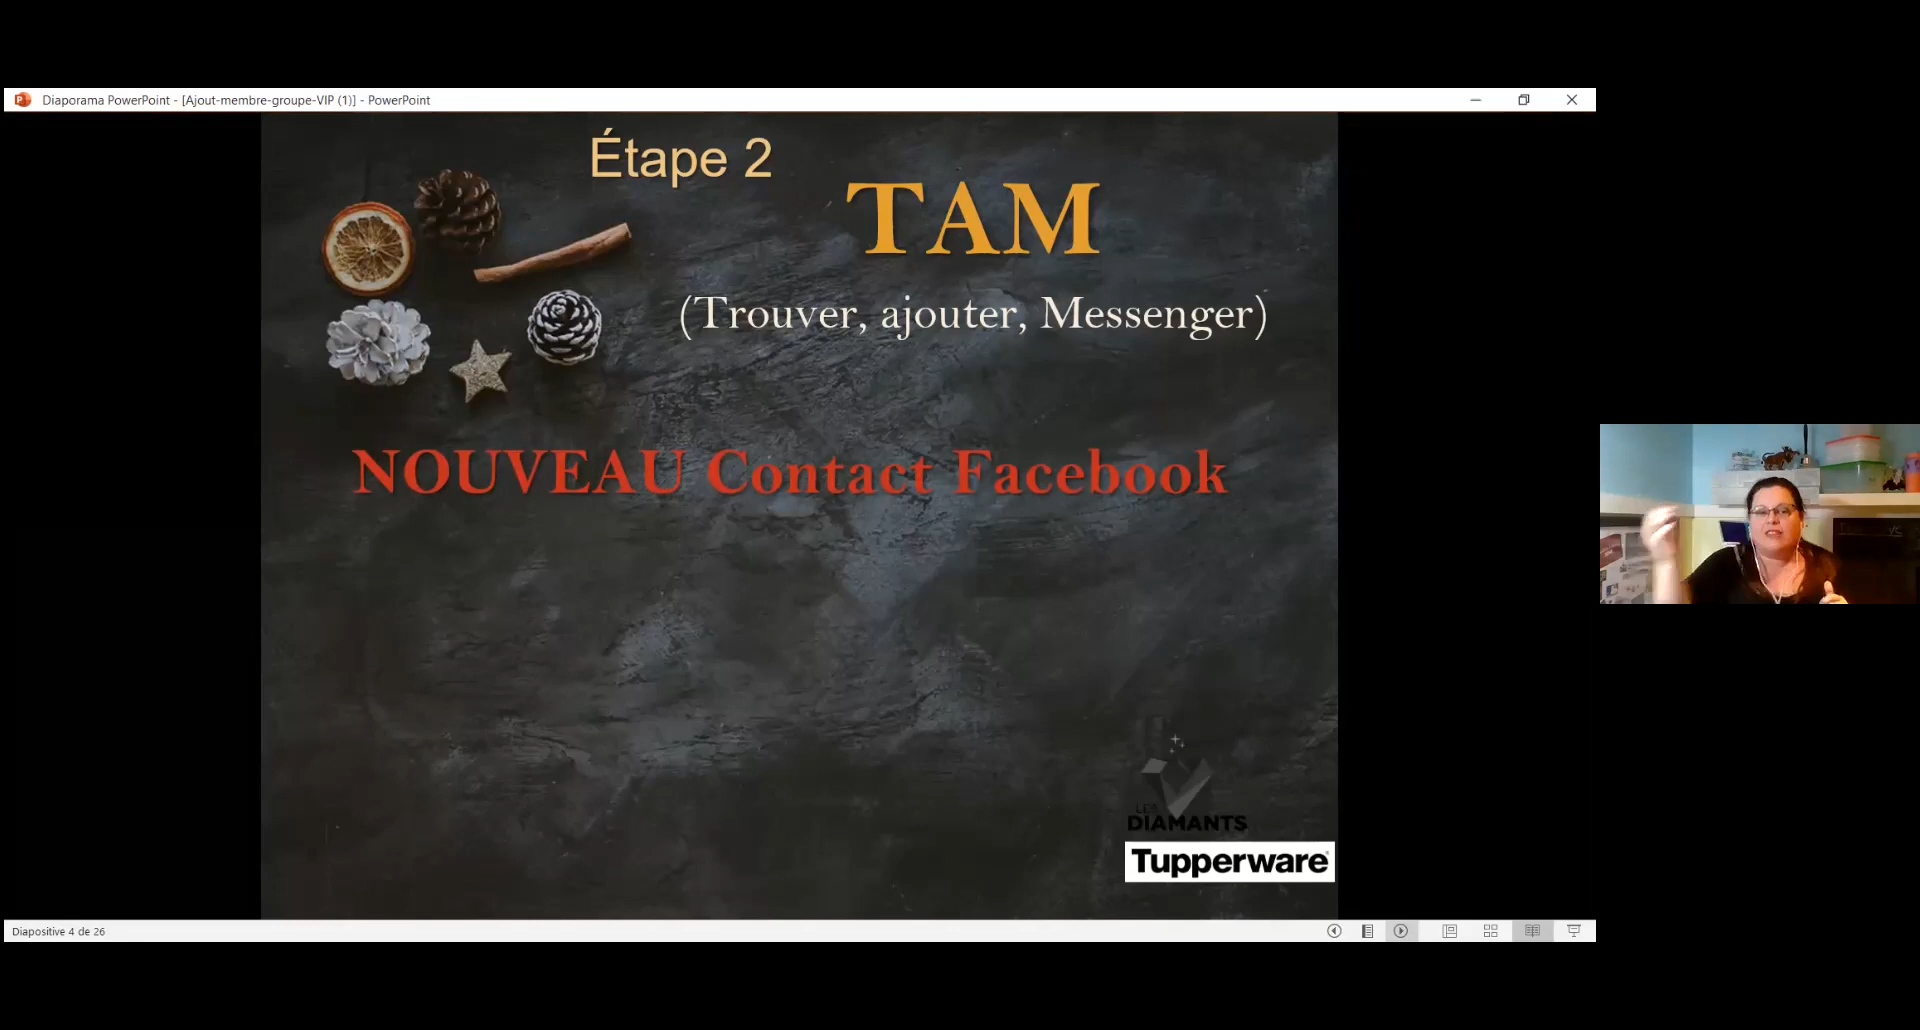 Diaporama PowerPoint - [Ajout-membre-groupe-VIP (1)] - PowerPoint
Étape 2
TAM
(Trouver, ajouter, Messenger)
NOUVEAU Contact Facebook
LES
DIAMANTS
Tupperware
Diapositive 4 de 26